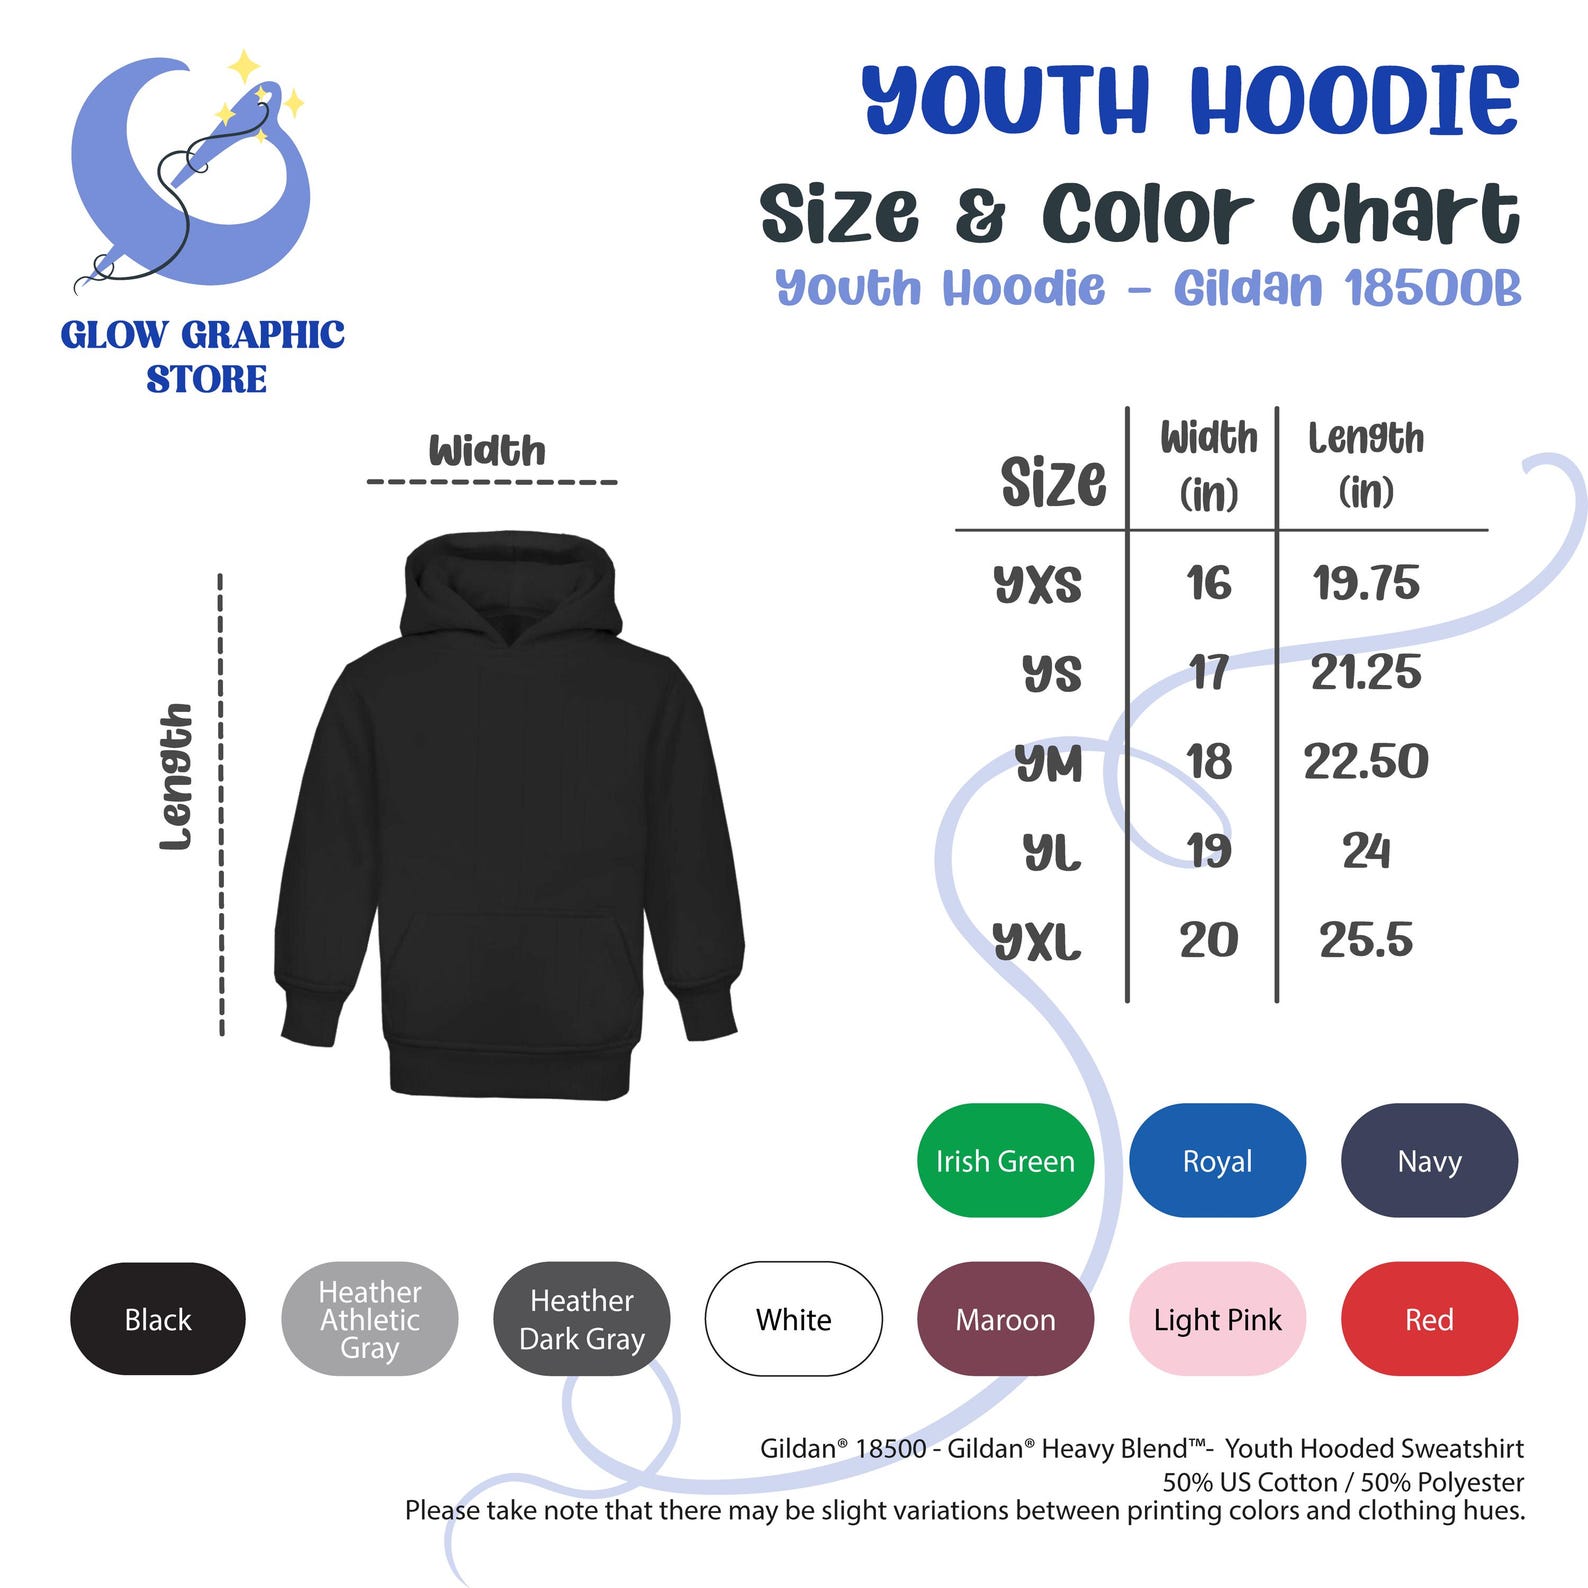 GLOW GRAPHIC
STORE
YOUTH HOODIE
Size & Color Chart
Youth Hoodie - Gildan 18500B
Width
Length
Size Width (in) Length (in)
YXS 16 19.75
YS 17 21.25
YM 18 22.50
YL 19 24
YXL 20 25.5
Irish Green
Royal
Navy
Black
Heather
Athletic
Gray
Heather
Dark Gray
White
Maroon
Light Pink
Red
Gildan® 18500 - Gildan® Heavy Blend™- Youth Hooded Sweatshirt
50% US Cotton / 50% Polyester
Please take note that there may be slight variations between printing colors and clothing hues.